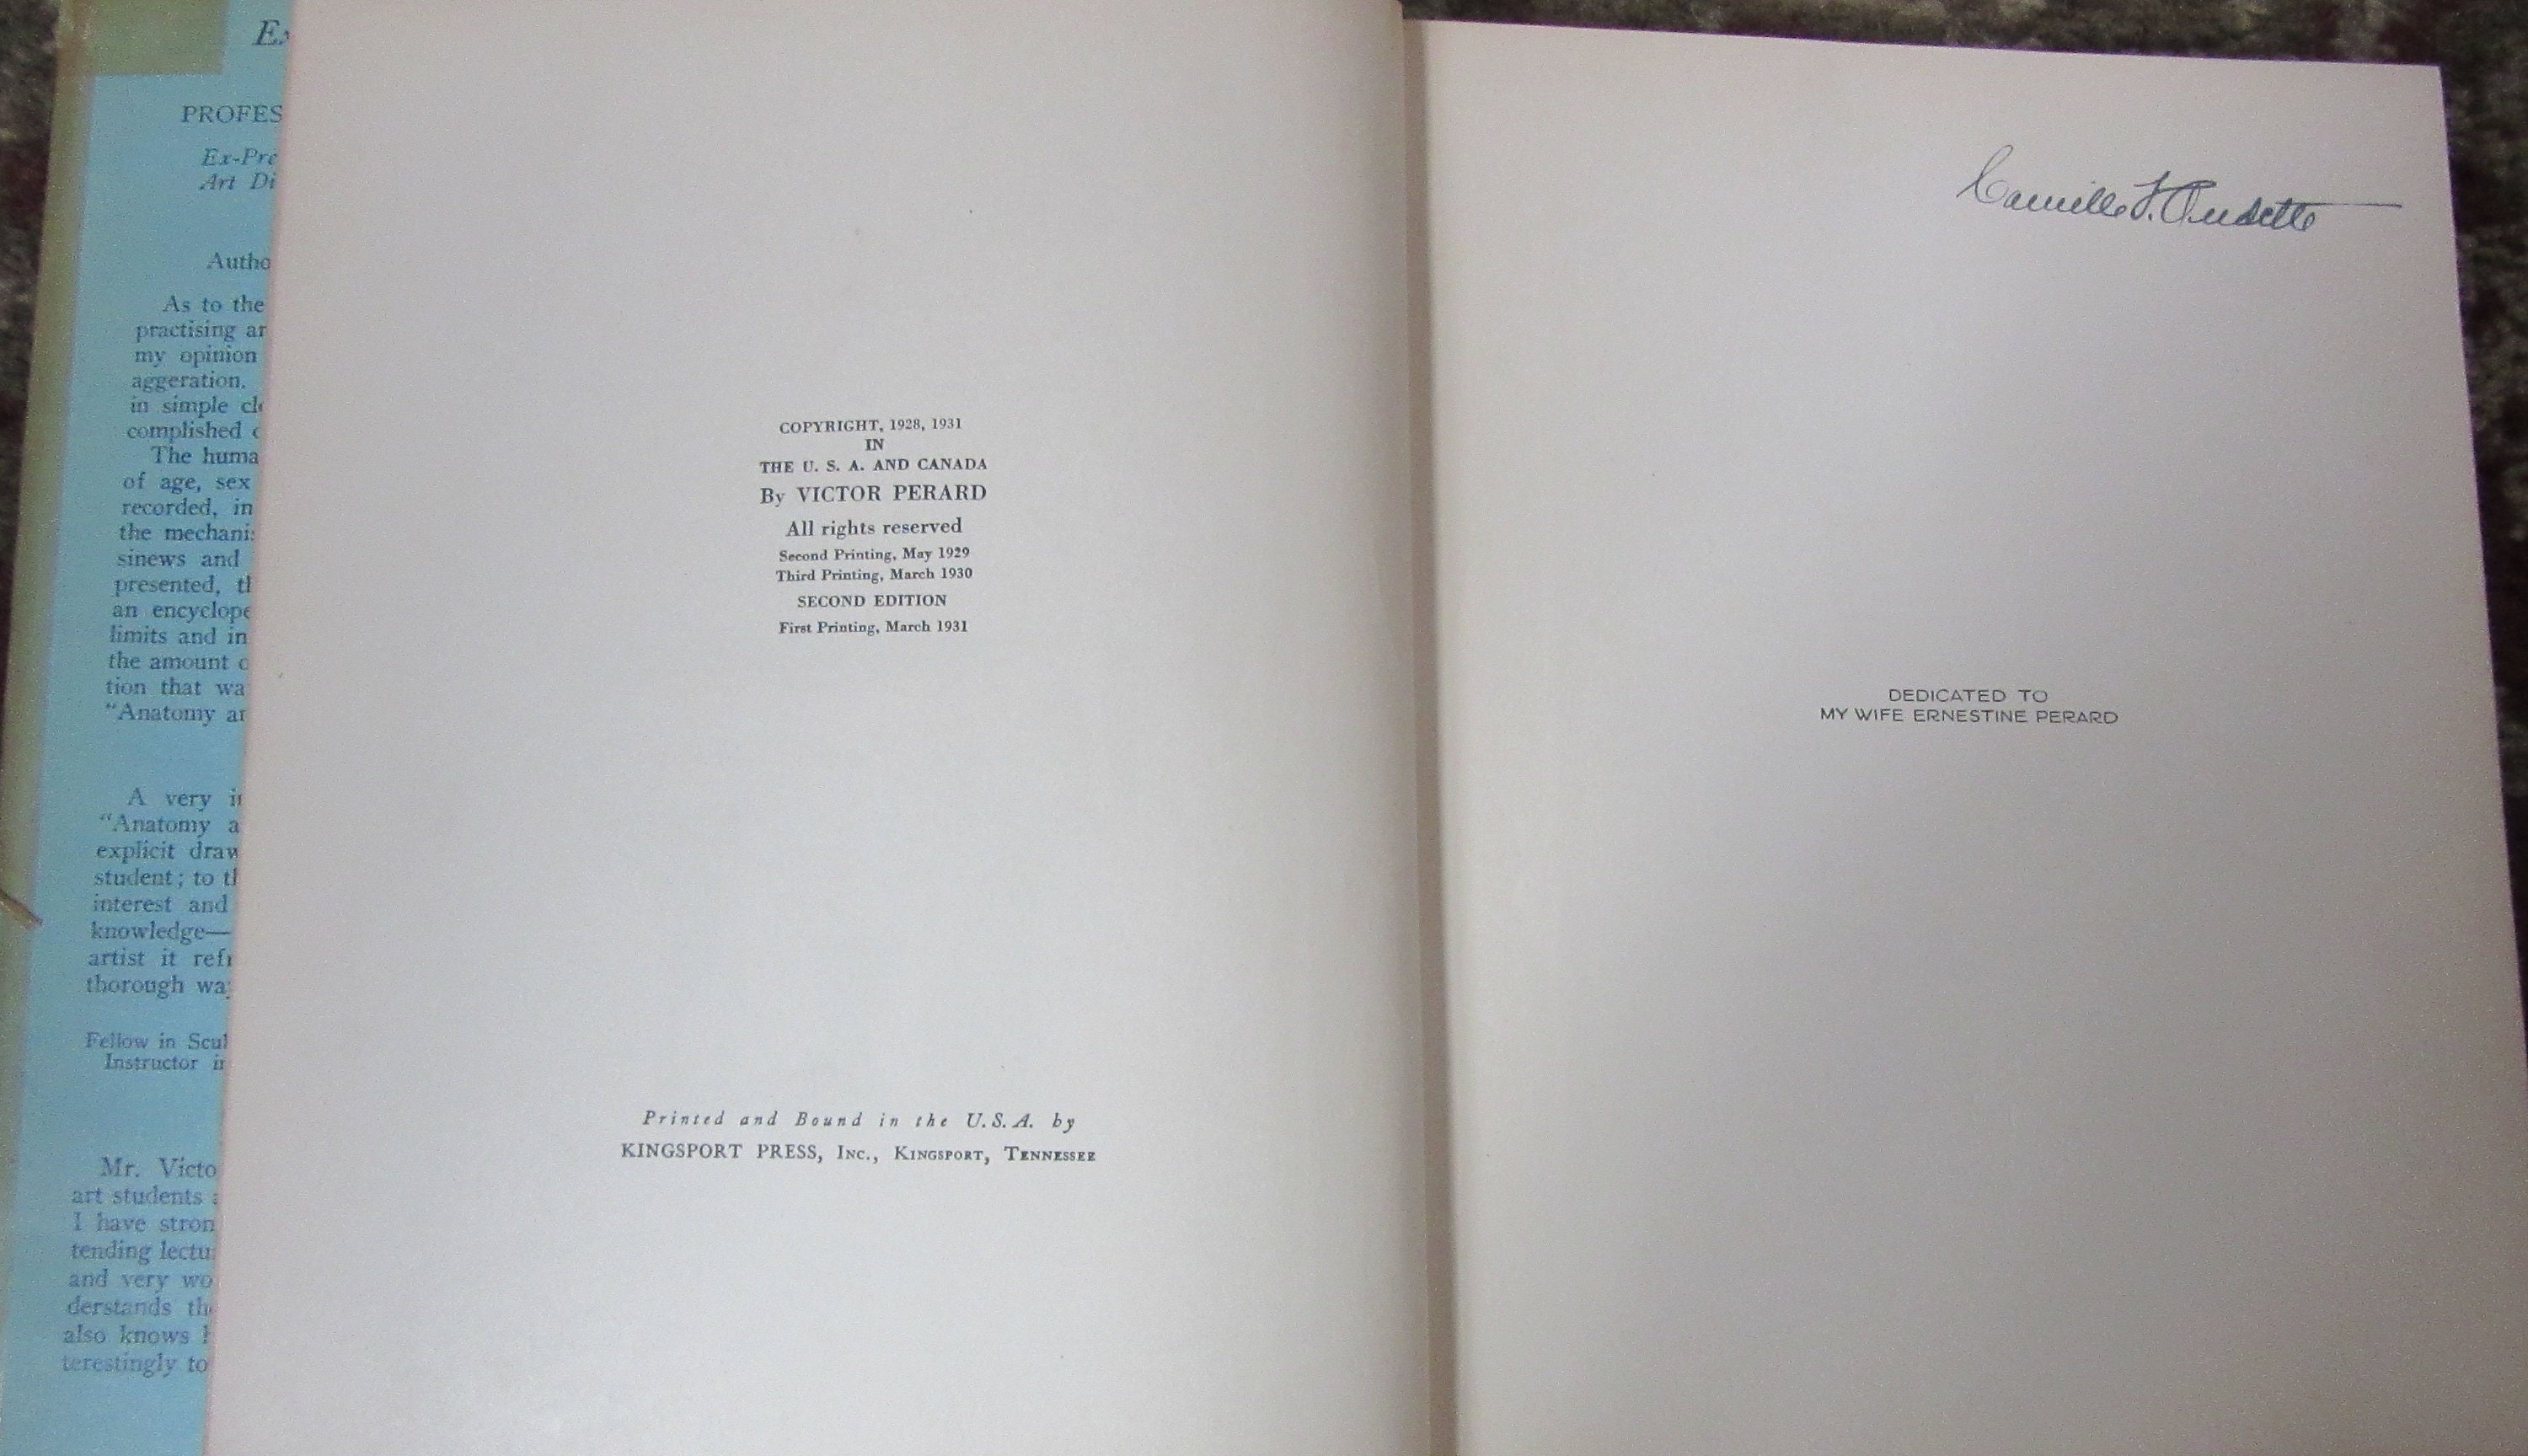 PROFES
Ex-Pre
Art Di
Autho
As to the
practising ar
my opinion
aggeration.
in simple cl
complished
The huma
of age, sex
recorded, in
the mechani
sinews and
presented, th
an encyclope
limits and in
the amount
tion that wa
"Anatomy an
A very i
"Anatomy a
explicit draw
student; to t
interest and
knowledge—
artist it ref
thorough wa
Fellow in Scul
Instructor i
Mr. Victo
art students
I have stron
tending lectu
and very wo
derstands th
also knows
terestingly to
COPYRIGHT, 1928, 1931
IN
THE U. S. A. AND CANADA
By VICTOR PERARD
All rights reserved
Second Printing, May 1929
Third Printing, March 1930
SECOND EDITION
First Printing, March 1931
Printed and Bound in the U.S.A. by
KINGSPORT PRESS, Inc., Kingsport, Tennessee
Camille F. Audette
DEDICATED TO
MY WIFE ERNESTINE PERARD